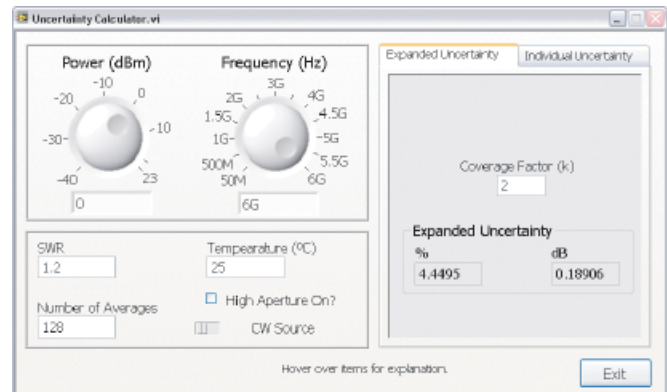 Uncertainty Calculator.vi
Power (dBm)
-10
-20
0
-30
10
-40
23
0
Frequency (Hz)
3G
2G
4G
1.5G
4.5G
1G
5G
500M
5.5G
50M
6G
6G
SWR
1.2
Tempearature (ºC)
25
Number of Averages
128
High Aperture On?
CW Source
Expanded Uncertainty
Individual Uncertainty
Coverage Factor (k)
2
Expanded Uncertainty
% dB
4.4495 0.18906
Hover over items for explanation.
Exit